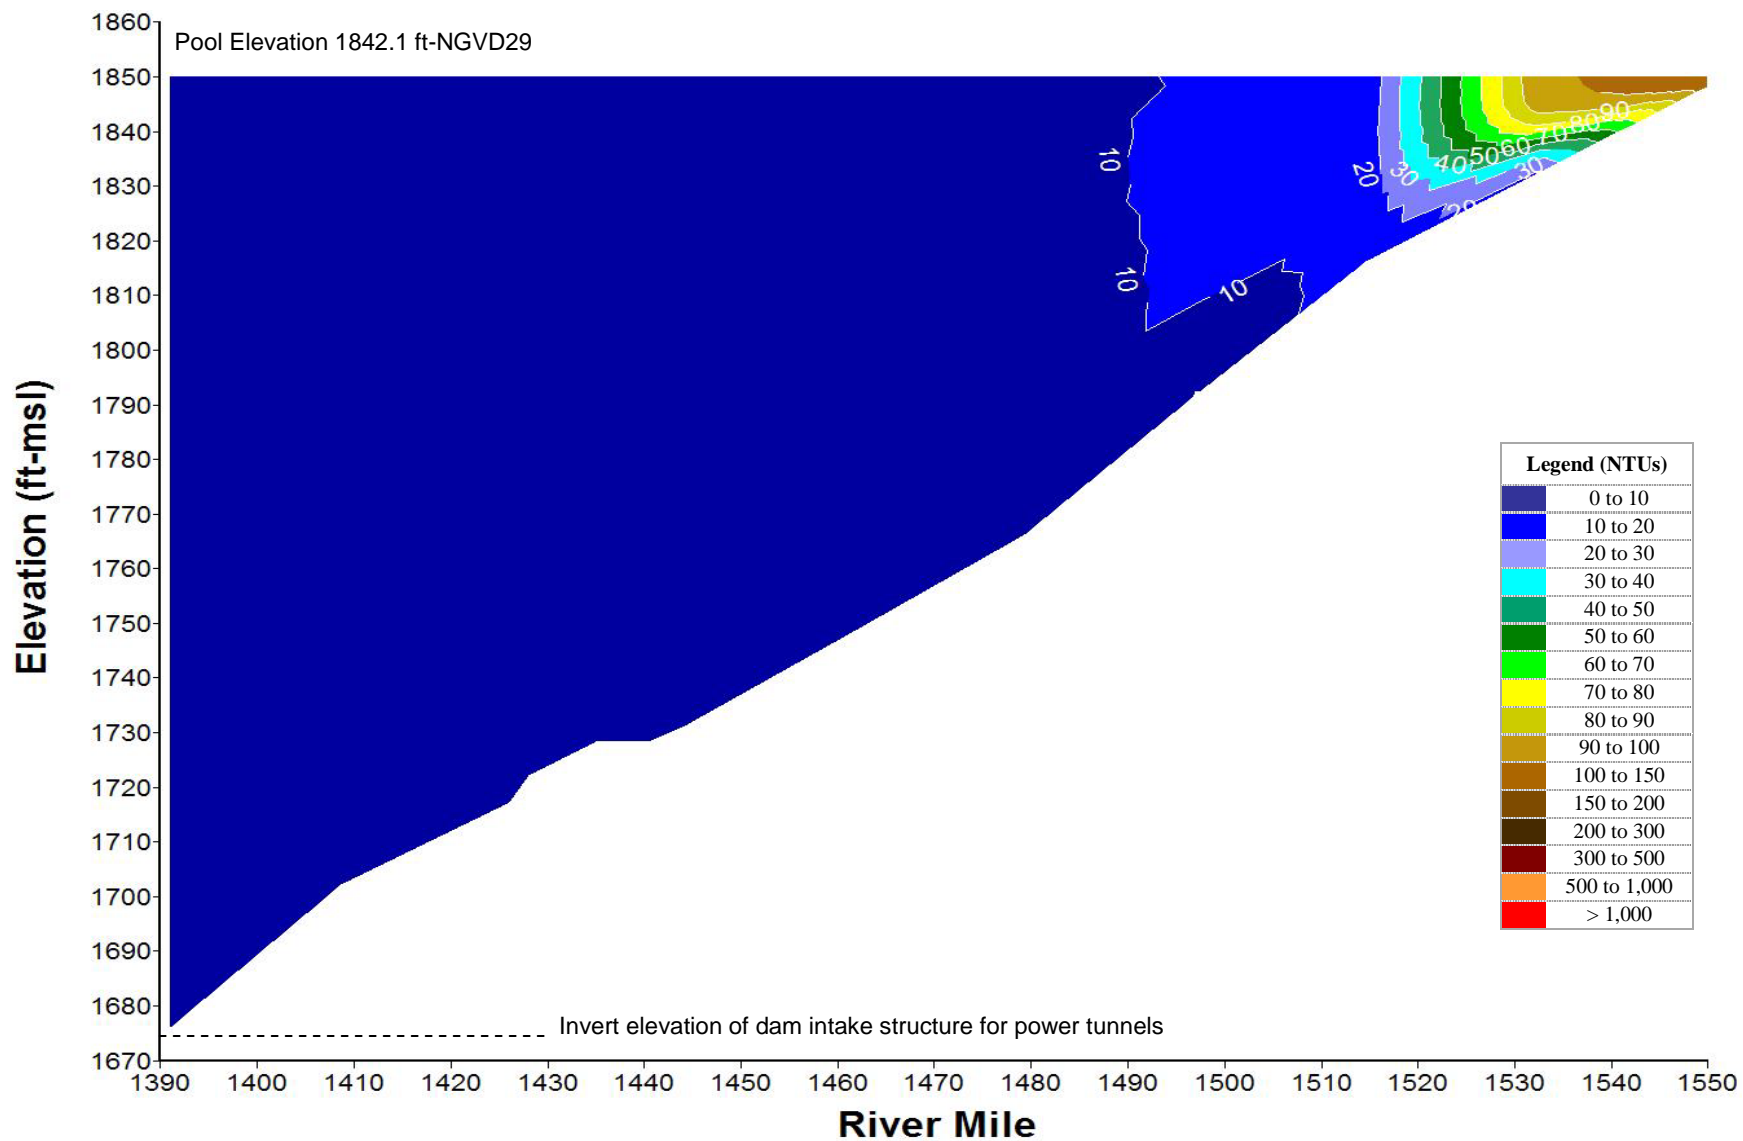 1860
Pool Elevation 1842.1 ft-NGVD29
1850
1840
1830
1820
1810
1800
1790
1780
1770
1760
1750
1740
1730
1720
1710
1700
1690
1680
1670
Elevation (ft-msl)
10
10
10
20
30
40
50
60
70
80
90
30
20
Legend (NTUs)
0 to 10
10 to 20
20 to 30
30 to 40
40 to 50
50 to 60
60 to 70
70 to 80
80 to 90
90 to 100
100 to 150
150 to 200
200 to 300
300 to 500
500 to 1,000
> 1,000
Invert elevation of dam intake structure for power tunnels
1390 1400 1410 1420 1430 1440 1450 1460 1470 1480 1490 1500 1510 1520 1530 1540 1550
River Mile